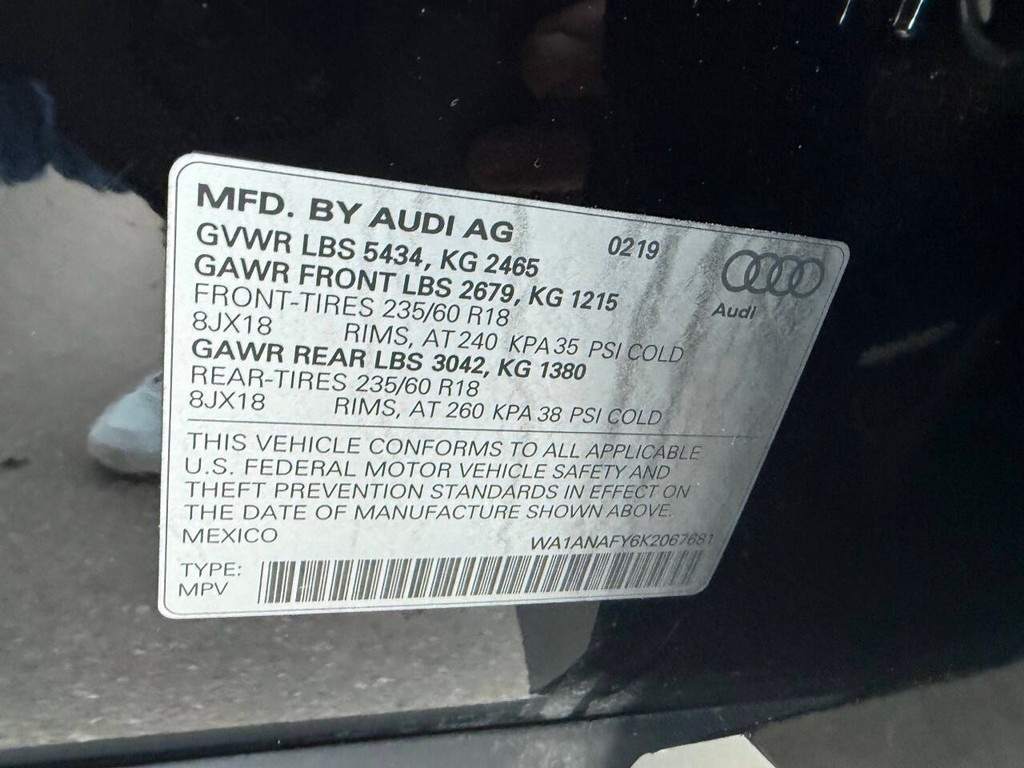 MFD. BY AUDI AG 0219
GVWR LBS 5434, KG 2465
GAWR FRONT LBS 2679, KG 1215
Audi
FRONT-TIRES 235/60 R18
8JX18 RIMS, AT 240 KPA 35 PSI COLD
GAWR REAR LBS 3042, KG 1380
REAR-TIRES 235/60 R18
8JX18 RIMS, AT 260 KPA 38 PSI COLD
THIS VEHICLE CONFORMS TO ALL APPLICABLE
U.S. FEDERAL MOTOR VEHICLE SAFETY AND
THEFT PREVENTION STANDARDS IN EFFECT ON
THE DATE OF MANUFACTURE SHOWN ABOVE.
MEXICO WA1ANAFY6K2067681
TYPE:
MPV